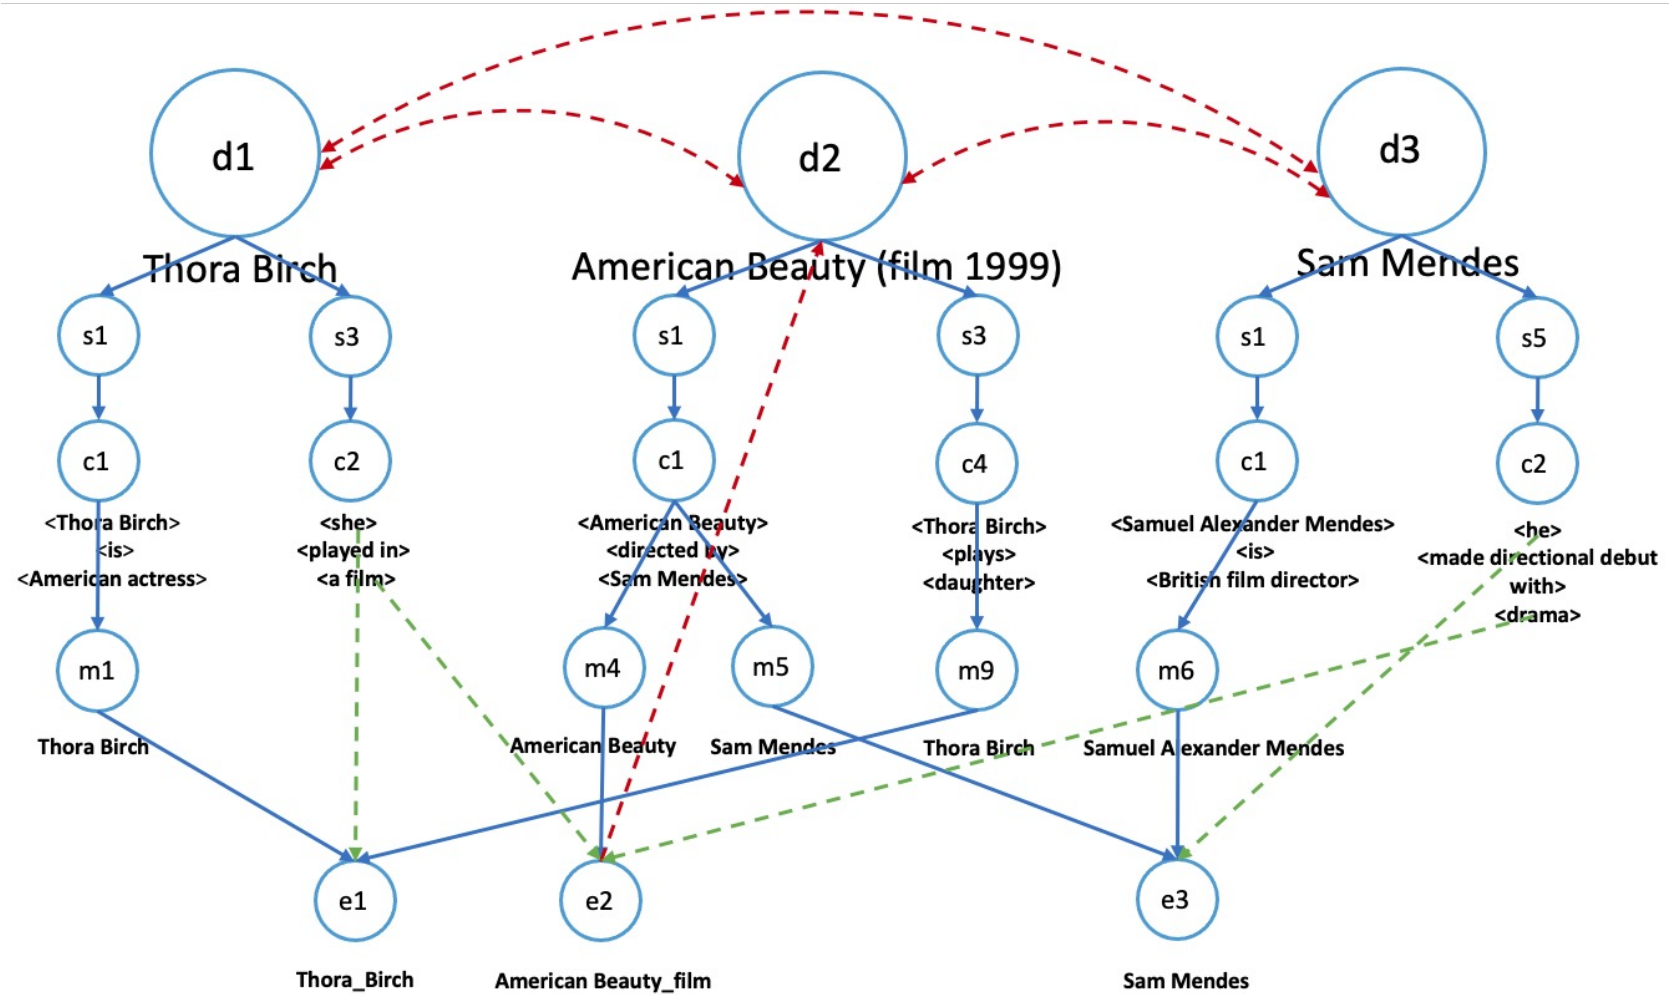 d1
d2
d3
Thora Birch
American Beauty (film 1999)
Sam Mendes
s1
s3
s1
s3
s1
s5
c1
c2
c1
c4
c1
c2
<Thora Birch>
<is>
<American actress>
<she>
<played in>
<a film>
<American Beauty>
<directed by>
<Sam Mendes>
<Thora Birch>
<plays>
<daughter>
<Samuel Alexander Mendes>
<is>
<British film director>
<he>
<made directional debut
with>
<drama>
m1
m4
m5
m9
m6
Thora Birch
American Beauty
Sam Mendes
Thora Birch
Samuel Alexander Mendes
e1
e2
e3
Thora_Birch
American Beauty_film
Sam Mendes